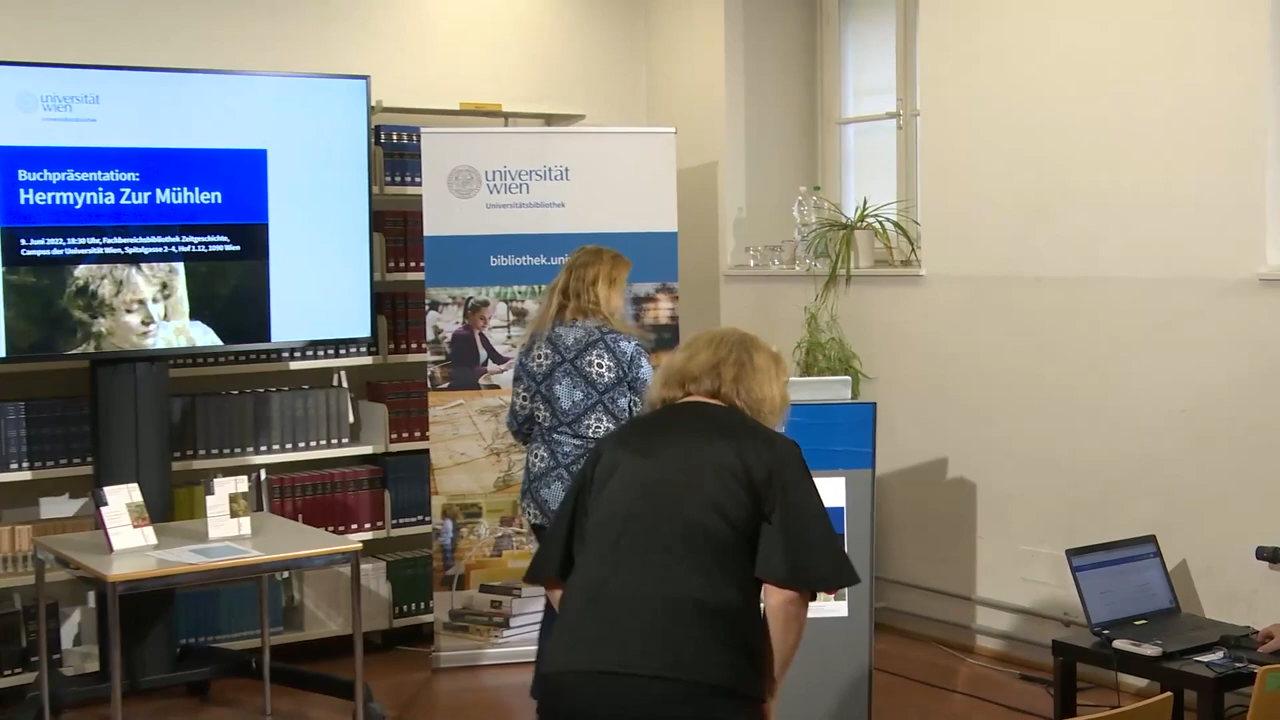 universität
wien
Universitätsbibliothek
Buchpräsentation:
Hermynia Zur Mühlen
9. Juni 2022, 18:30 Uhr, Fachbereichsbibliothek Zeitgeschichte,
Campus der Universität Wien, Spitalgasse 2-4, Hof 1.12, 1090 Wien
universität
wien
Universitätsbibliothek
bibliothek.uni